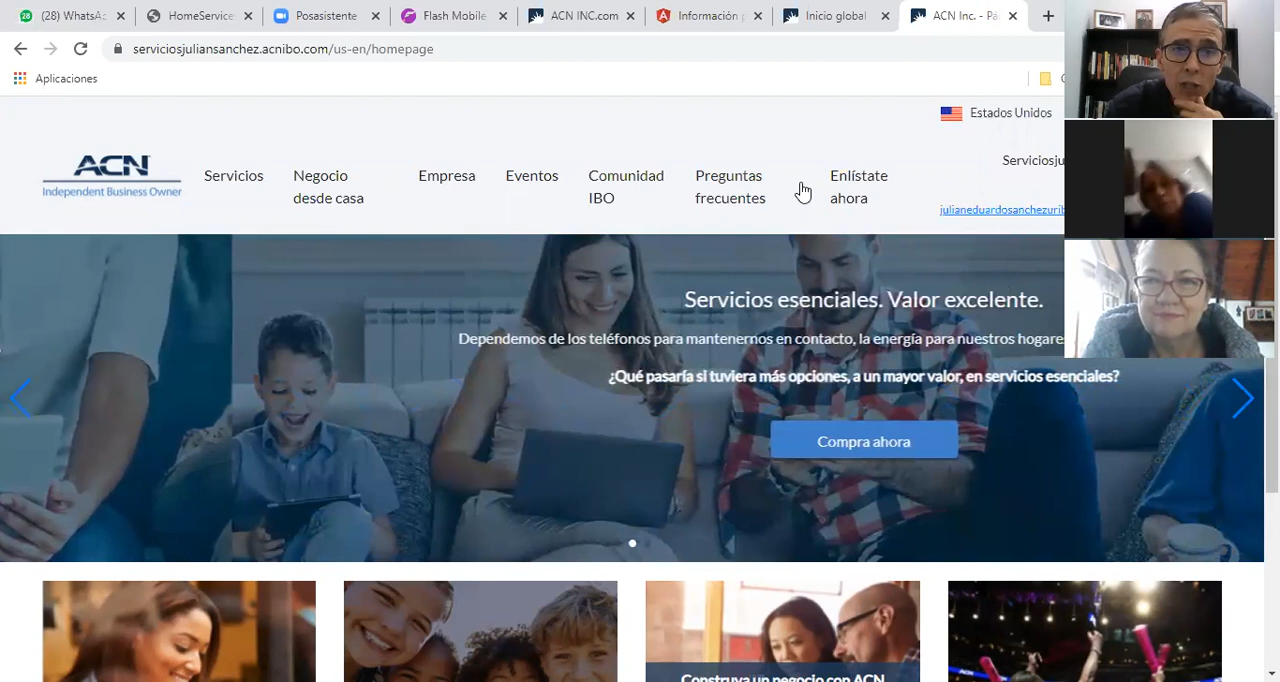 (28) WhatsA
HomeService
Posasistente
Flash Mobile
ACN INC.com
Información p
Inicio global
ACN Inc. - Pá
serviciosjuliansanchez.acnibo.com/us-en/homepage
Aplicaciones
Estados Unidos
ACN
Independent Business Owner
Servicios
Negocio
desde casa
Empresa
Eventos
Comunidad
IBO
Preguntas
frecuentes
Enlístate
ahora
Serviciosju
julianeduardosanchezurib
Servicios esenciales. Valor excelente.
Dependemos de los teléfonos para mantenernos en contacto, la energía para nuestros hogares
¿Qué pasaría si tuviera más opciones, a un mayor valor, en servicios esenciales?
Compra ahora
Construya un negocio con ACN